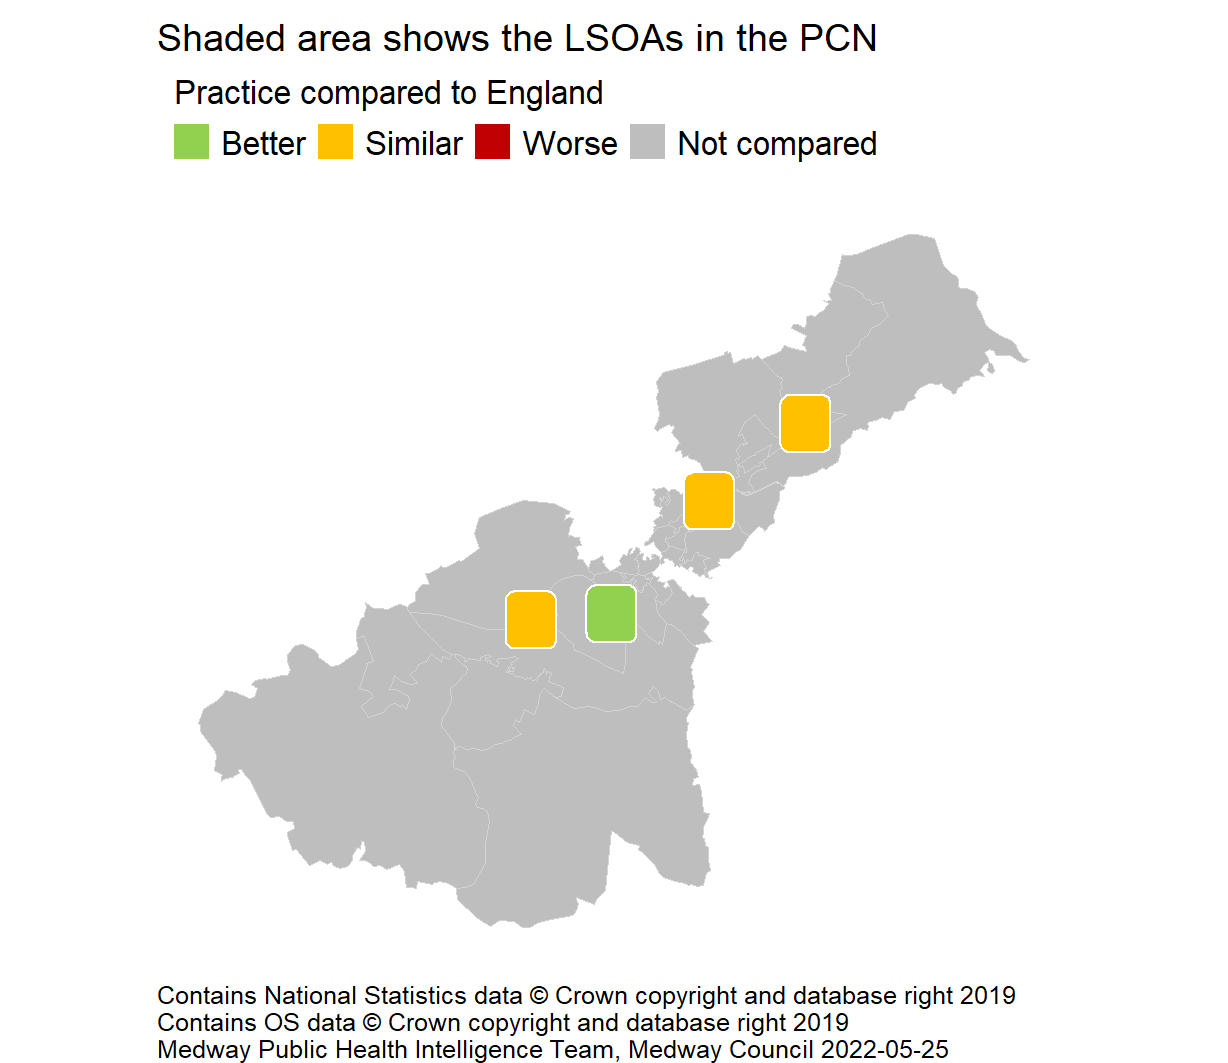 Shaded area shows the LSOAs in the PCN
Practice compared to England
Better Similar Worse Not compared
Contains National Statistics data © Crown copyright and database right 2019
Contains OS data © Crown copyright and database right 2019
Medway Public Health Intelligence Team, Medway Council 2022-05-25